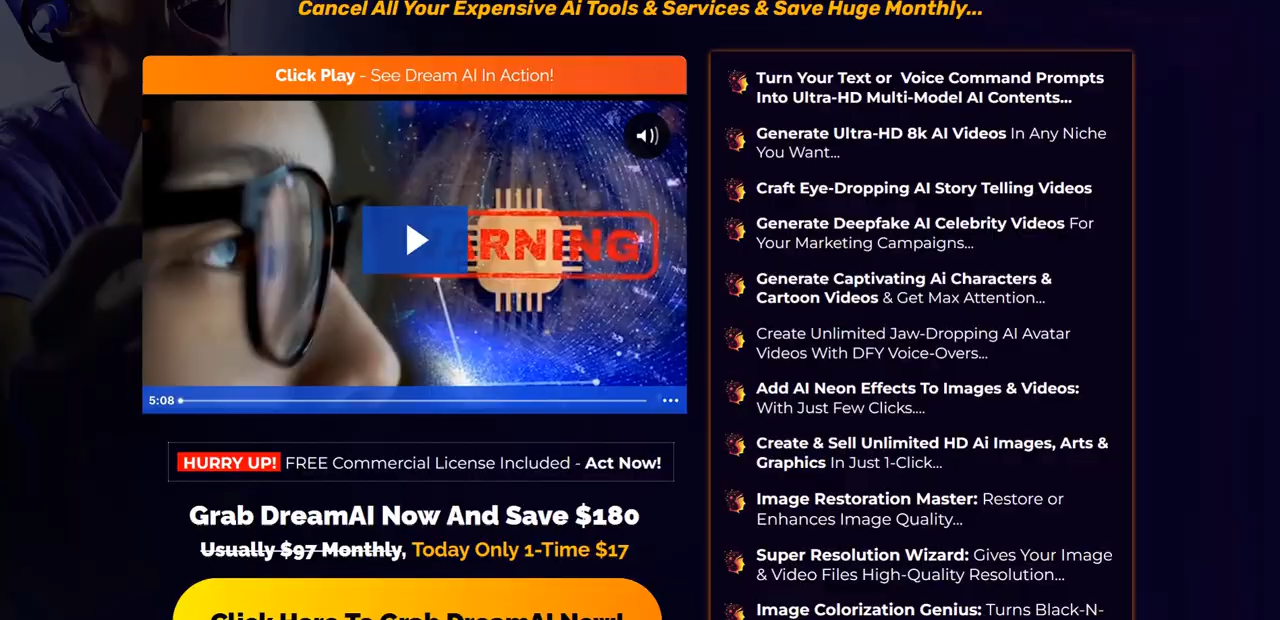 Cancel All Your Expensive Ai Tools & Services & Save Huge Monthly...
Click Play - See Dream AI In Action!
ARNING
5:08
HURRY UP! FREE Commercial License Included - Act Now!
Grab DreamAI Now And Save $180
Usually $97 Monthly, Today Only 1-Time $17
Click Here To Grab DreamAI Now!
Turn Your Text or Voice Command Prompts
Into Ultra-HD Multi-Model AI Contents...
Generate Ultra-HD 8k AI Videos In Any Niche
You Want...
Craft Eye-Dropping AI Story Telling Videos
Generate Deepfake AI Celebrity Videos For
Your Marketing Campaigns...
Generate Captivating Ai Characters &
Cartoon Videos & Get Max Attention...
Create Unlimited Jaw-Dropping AI Avatar
Videos With DFY Voice-Overs...
Add AI Neon Effects To Images & Videos:
With Just Few Clicks....
Create & Sell Unlimited HD Ai Images, Arts &
Graphics In Just 1-Click...
Image Restoration Master: Restore or
Enhances Image Quality...
Super Resolution Wizard: Gives Your Image
& Video Files High-Quality Resolution...
Image Colorization Genius: Turns Black-N-